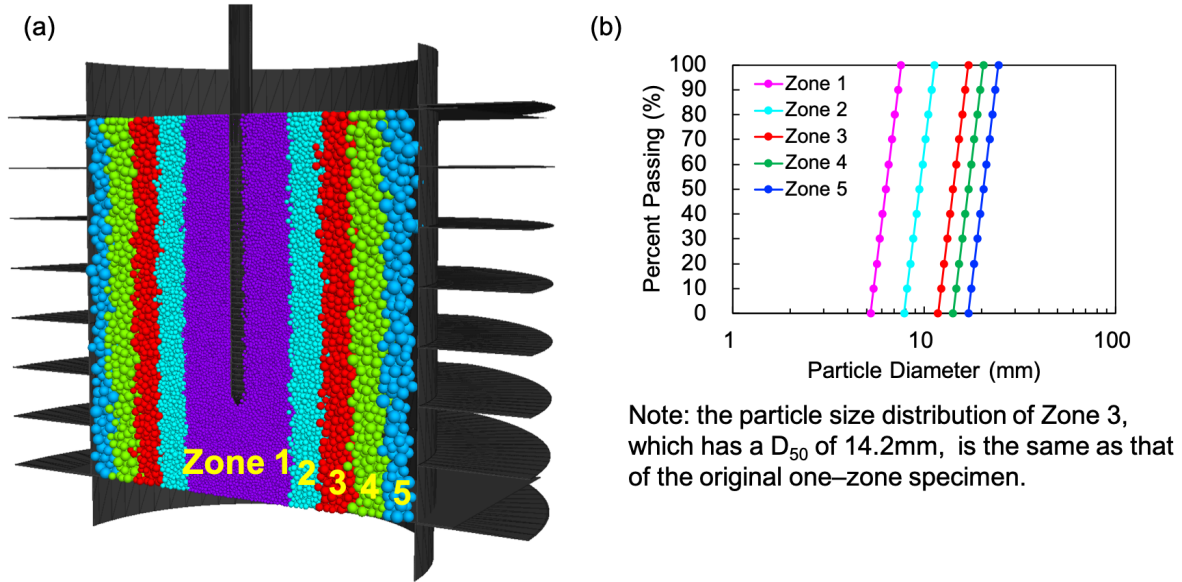 (a)
Zone 1
2
3
4
5
(b)
Percent Passing (%)
100
90
80
70
60
50
40
30
20
10
0
Zone 1
Zone 2
Zone 3
Zone 4
Zone 5
1
10
100
Particle Diameter (mm)
Note: the particle size distribution of Zone 3,
which has a D50 of 14.2mm,  is the same as that
of the original one–zone specimen.